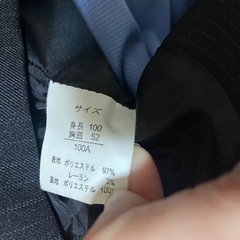 サイズ
身長 100
胸囲 52
100A
表地 ポリエステル 97%
レーヨン 3%
裏地 ポリエステル 100%